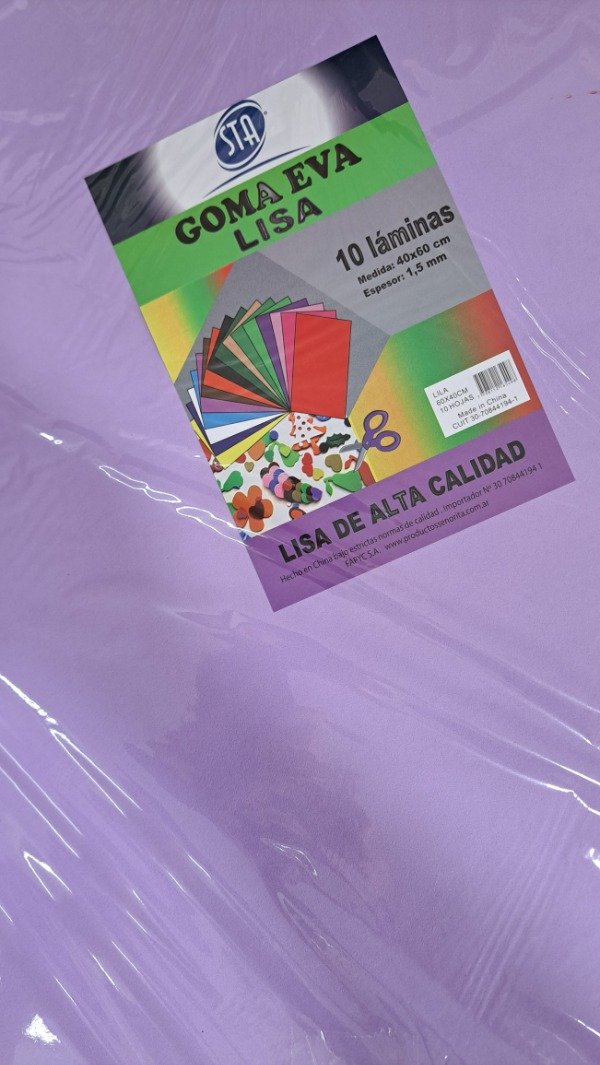 STA
GOMA EVA
LISA
10 láminas
Medida: 40x60 cm
Espesor: 1,5 mm
LILA
60X40CM
10 HOJAS
Made in China
CUIT 30-70844194-1
LISA DE ALTA CALIDAD
Hecho en China bajo estrictas normas de calidad . Importador Nº 30 70844194 1
FAPYC S.A. www.productossenorita.com.ar